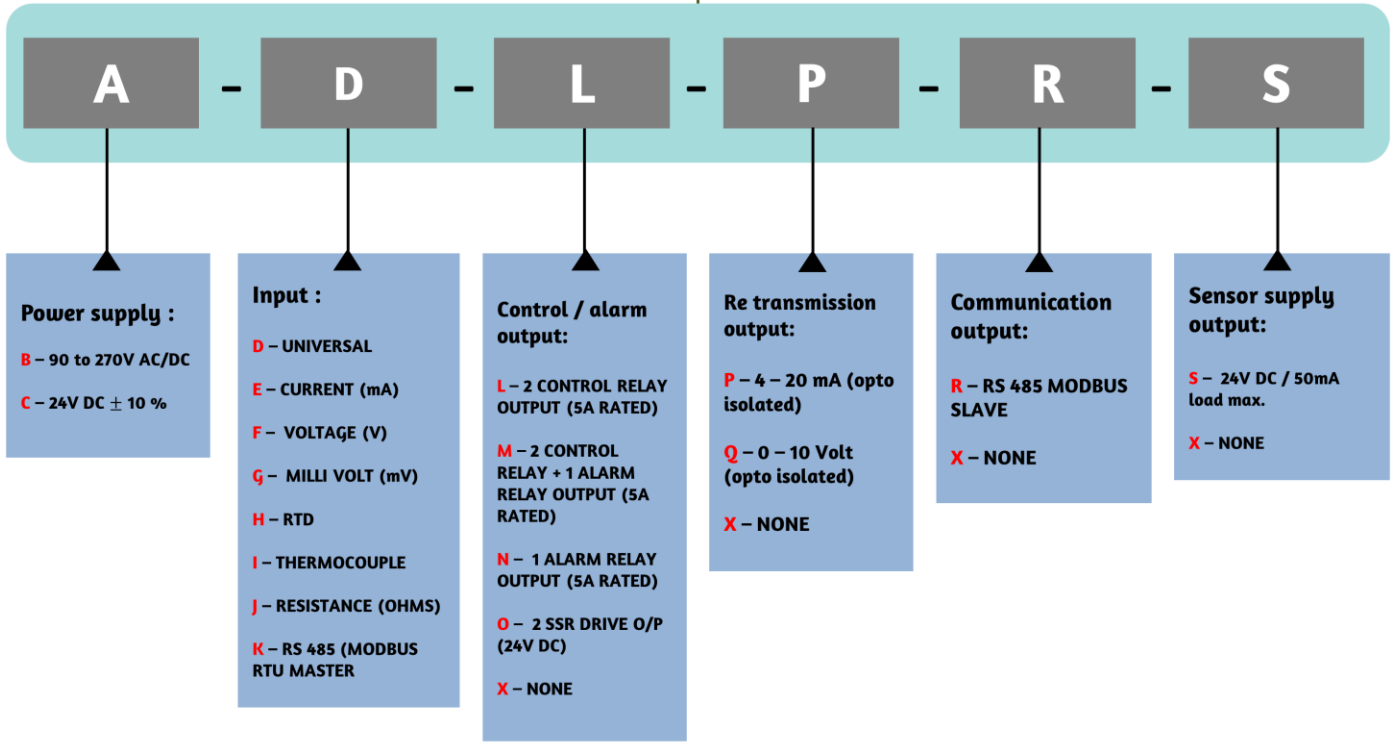 A - D - L - P - R - S
Power supply :
B – 90 to 270V AC/DC
C – 24V DC ± 10 %
Input :
D – UNIVERSAL
E – CURRENT (mA)
F – VOLTAGE (V)
G – MILLI VOLT (mV)
H – RTD
I – THERMOCOUPLE
J – RESISTANCE (OHMS)
K – RS 485 (MODBUS
RTU MASTER
Control / alarm
output:
L – 2 CONTROL RELAY
OUTPUT (5A RATED)
M – 2 CONTROL
RELAY + 1 ALARM
RELAY OUTPUT (5A
RATED)
N – 1 ALARM RELAY
OUTPUT (5A RATED)
O – 2 SSR DRIVE O/P
(24V DC)
X – NONE
Re transmission
output:
P – 4 – 20 mA (opto
isolated)
Q – 0 – 10 Volt
(opto isolated)
X – NONE
Communication
output:
R – RS 485 MODBUS
SLAVE
X – NONE
Sensor supply
output:
S – 24V DC / 50mA
load max.
X – NONE